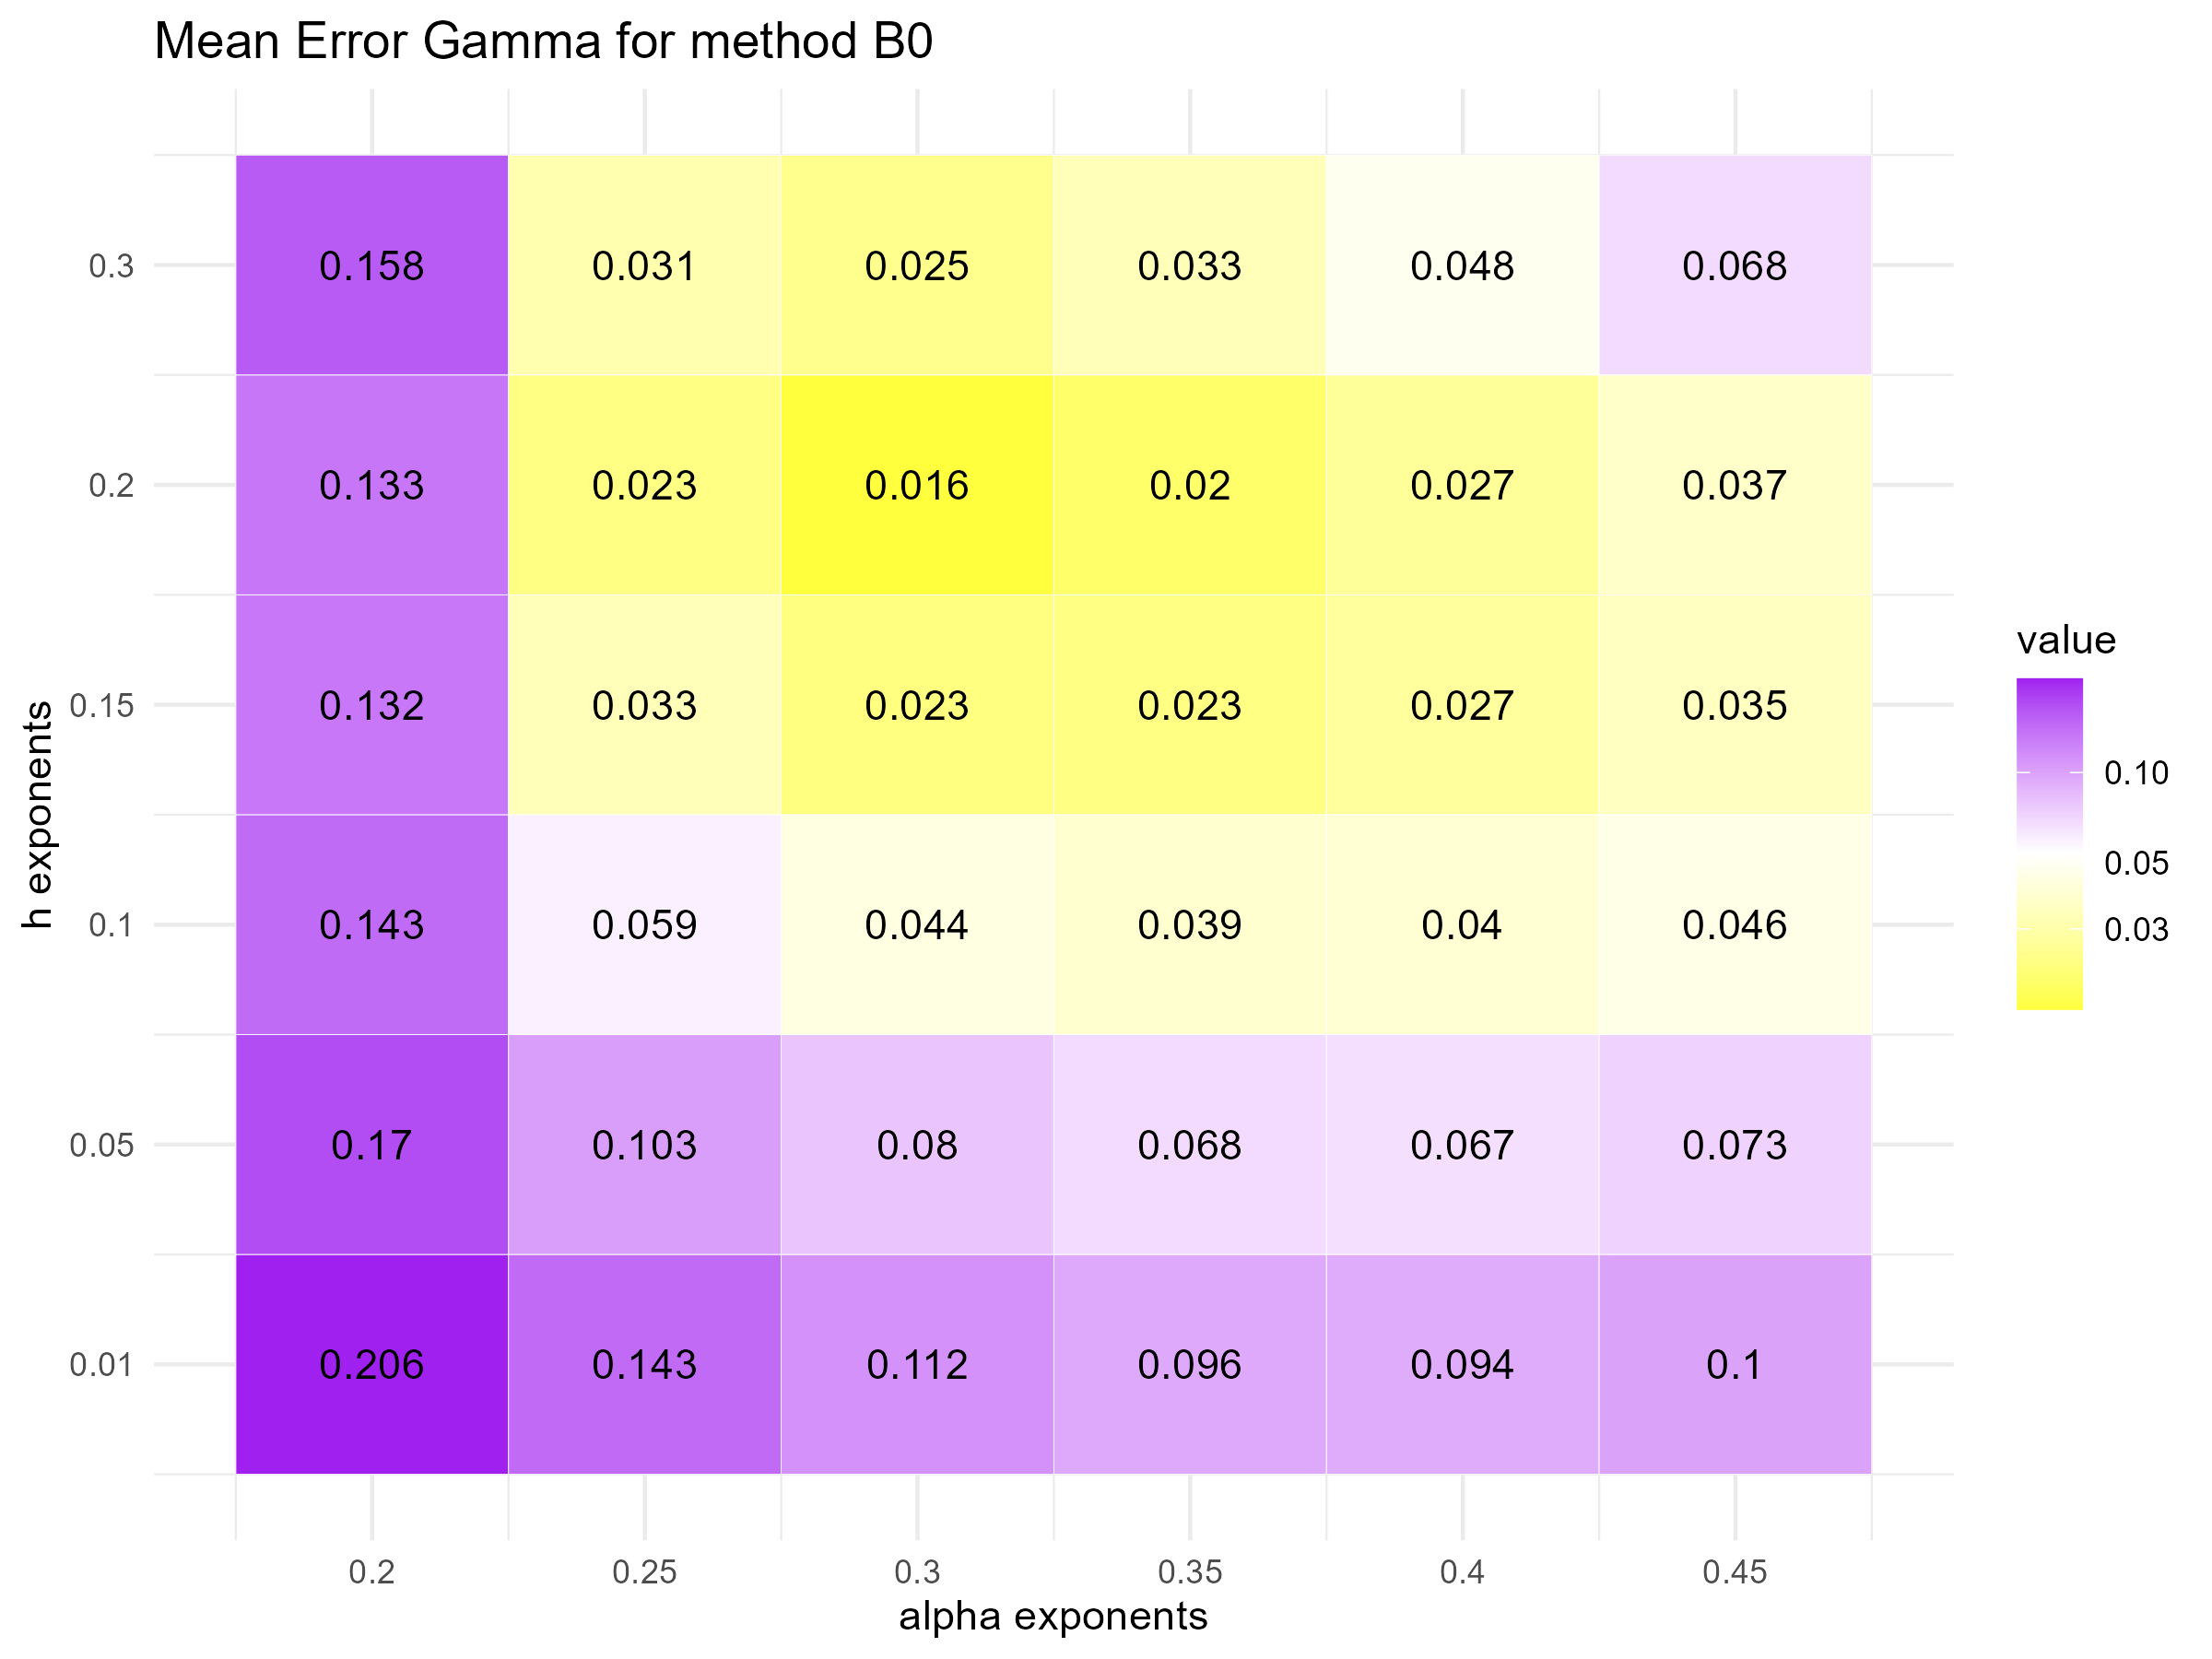 Mean Error Gamma for method B0
0.3
0.158 0.031 0.025 0.033 0.048 0.068
0.2
0.133 0.023 0.016 0.02 0.027 0.037
0.15
0.132 0.033 0.023 0.023 0.027 0.035
0.1
0.143 0.059 0.044 0.039 0.04 0.046
0.05
0.17 0.103 0.08 0.068 0.067 0.073
0.01
0.206 0.143 0.112 0.096 0.094 0.1
h exponents
0.2 0.25 0.3 0.35 0.4 0.45
alpha exponents
value
0.10
0.05
0.03